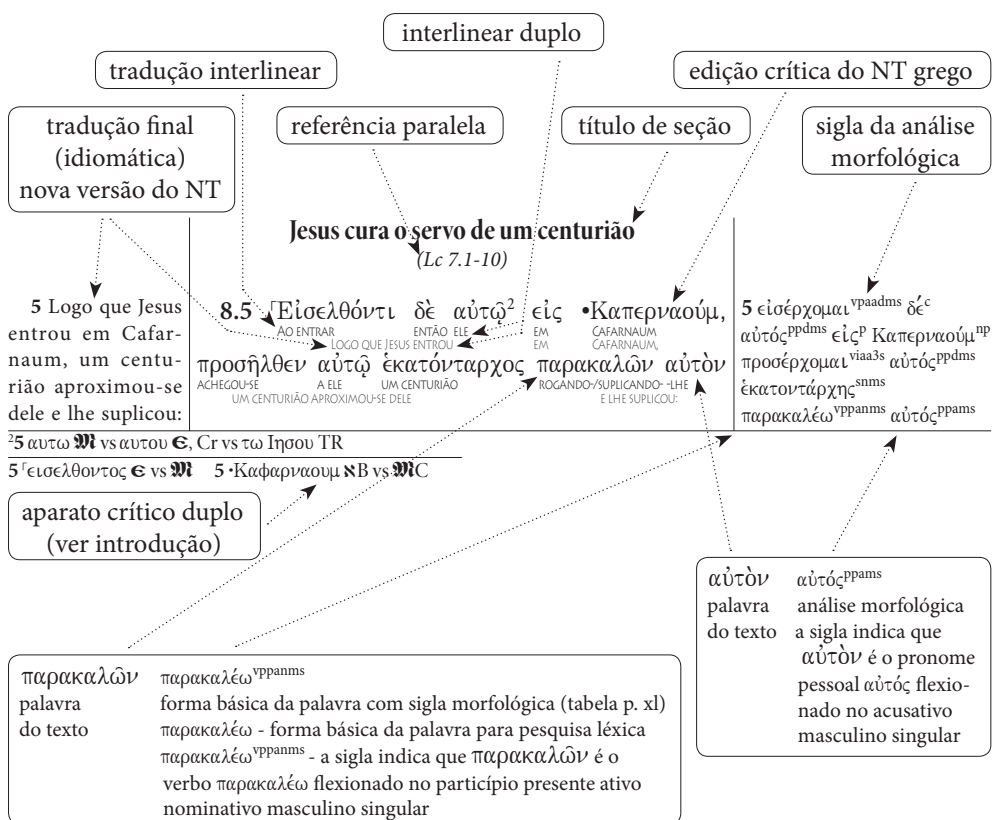 interlinear duplo
tradução interlinear
edição crítica do NT grego
tradução final
(idiomática)
nova versão do NT
referência paralela
título de seção
sigla da análise
morfológica
Jesus cura o servo de um centurião
(Lc 7.1-10)
5 Logo que Jesus
entrou em Cafar-
naum, um centu-
rião aproximou-se
dele e lhe suplicou:
8.5 ⸀Εἰσελθόντι δὲ αὐτῷ² εἰς •Καπερναούμ,
AO ENTRAR ENTÃO ELE EM CAFARNAUM
LOGO QUE JESUS ENTROU EM CAFARNAUM,
προσῆλθεν αὐτῷ ἑκατόνταρχος παρακαλῶν αὐτὸν
ACHEGOU-SE A ELE UM CENTURIÃO ROGANDO-/SUPLICANDO- -LHE
UM CENTURIÃO APROXIMOU-SE DELE E LHE SUPLICOU:
5 εἰσέρχομαι^vpaadms δέ^c
αὐτός^ppdms εἰς^p Καπερναούμ^np
προσέρχομαι^viaa3s αὐτός^ppdms
ἑκατοντάρχης^snms
παρακαλέω^vppanms αὐτός^ppams
²5 αυτω 𝔐 vs αυτου 𝕰, Cr vs τω Ιησου TR
5 ⸀εισελθοντος 𝕰 vs 𝔐 5 •Καφαρναουμ אB vs 𝔐C
aparato crítico duplo
(ver introdução)
αὐτὸν αὐτός^ppams
palavra análise morfológica
do texto a sigla indica que
αὐτὸν é o pronome
pessoal αὐτός flexio-
nado no acusativo
masculino singular
παρακαλῶν παρακαλέω^vppanms
palavra forma básica da palavra com sigla morfológica (tabela p. xl)
do texto παρακαλέω - forma básica da palavra para pesquisa léxica
παρακαλέω^vppanms - a sigla indica que παρακαλῶν é o
verbo παρακαλέω flexionado no particípio presente ativo
nominativo masculino singular